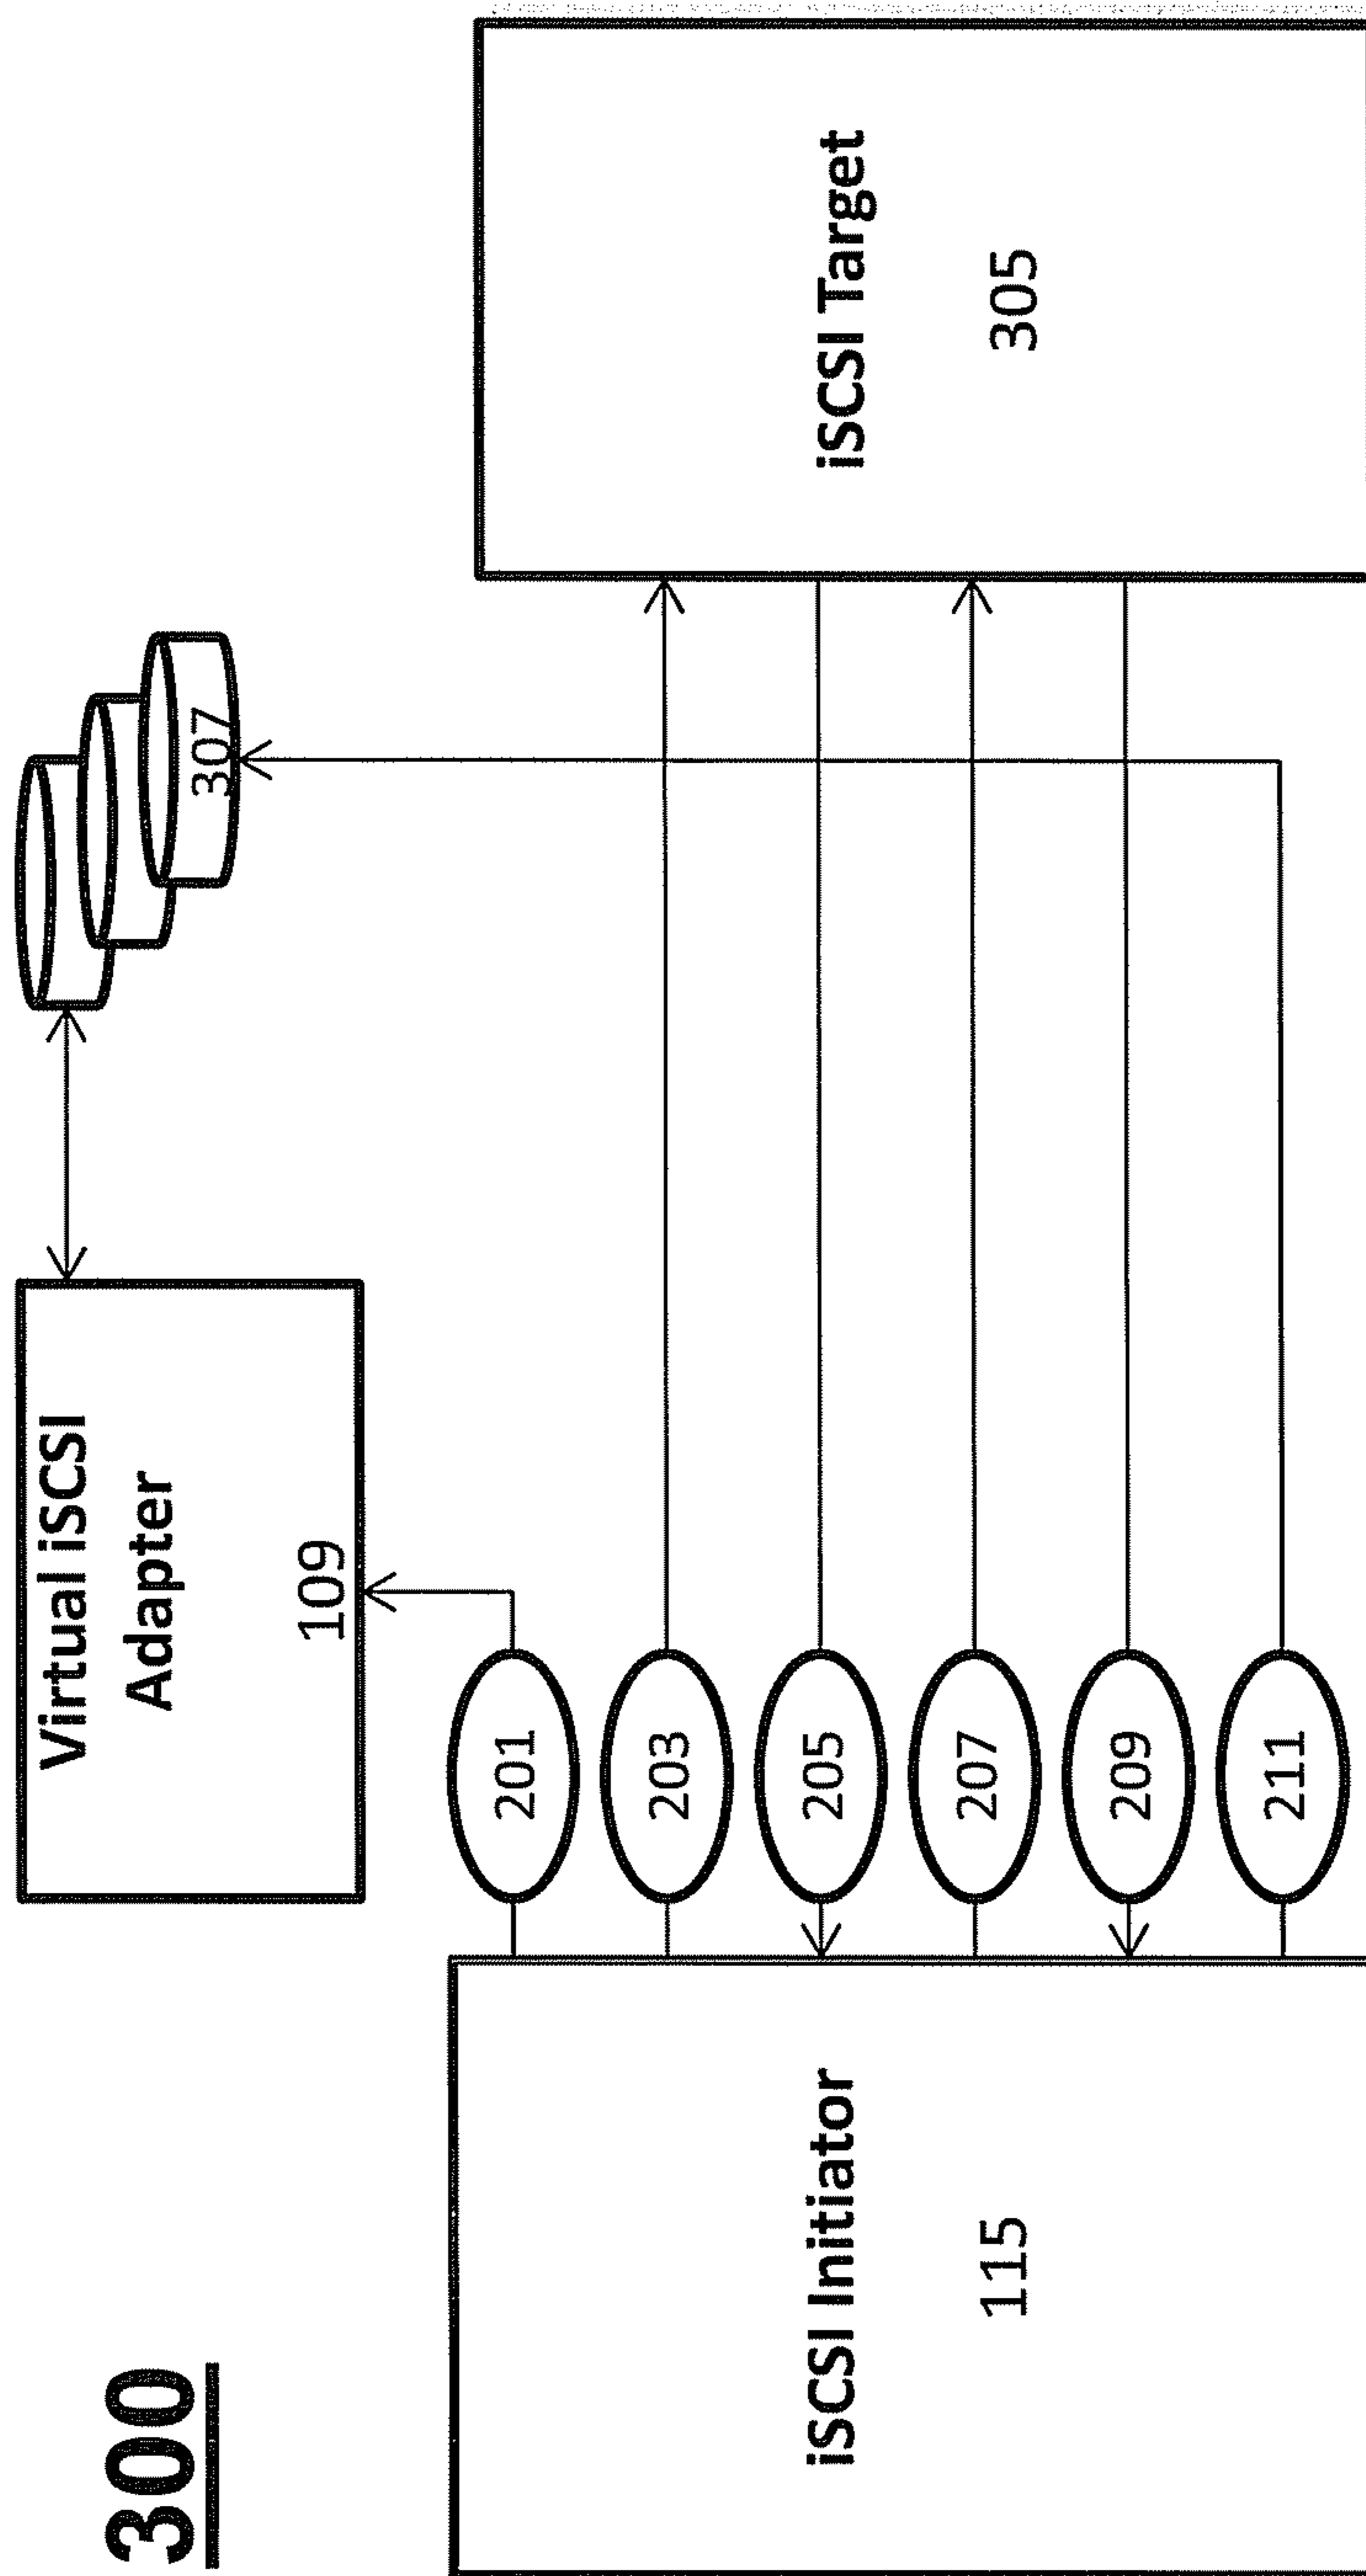 300
Virtual iSCSI
Adapter
109
307
iSCSI Initiator
115
201
203
205
207
209
211
iSCSI Target
305